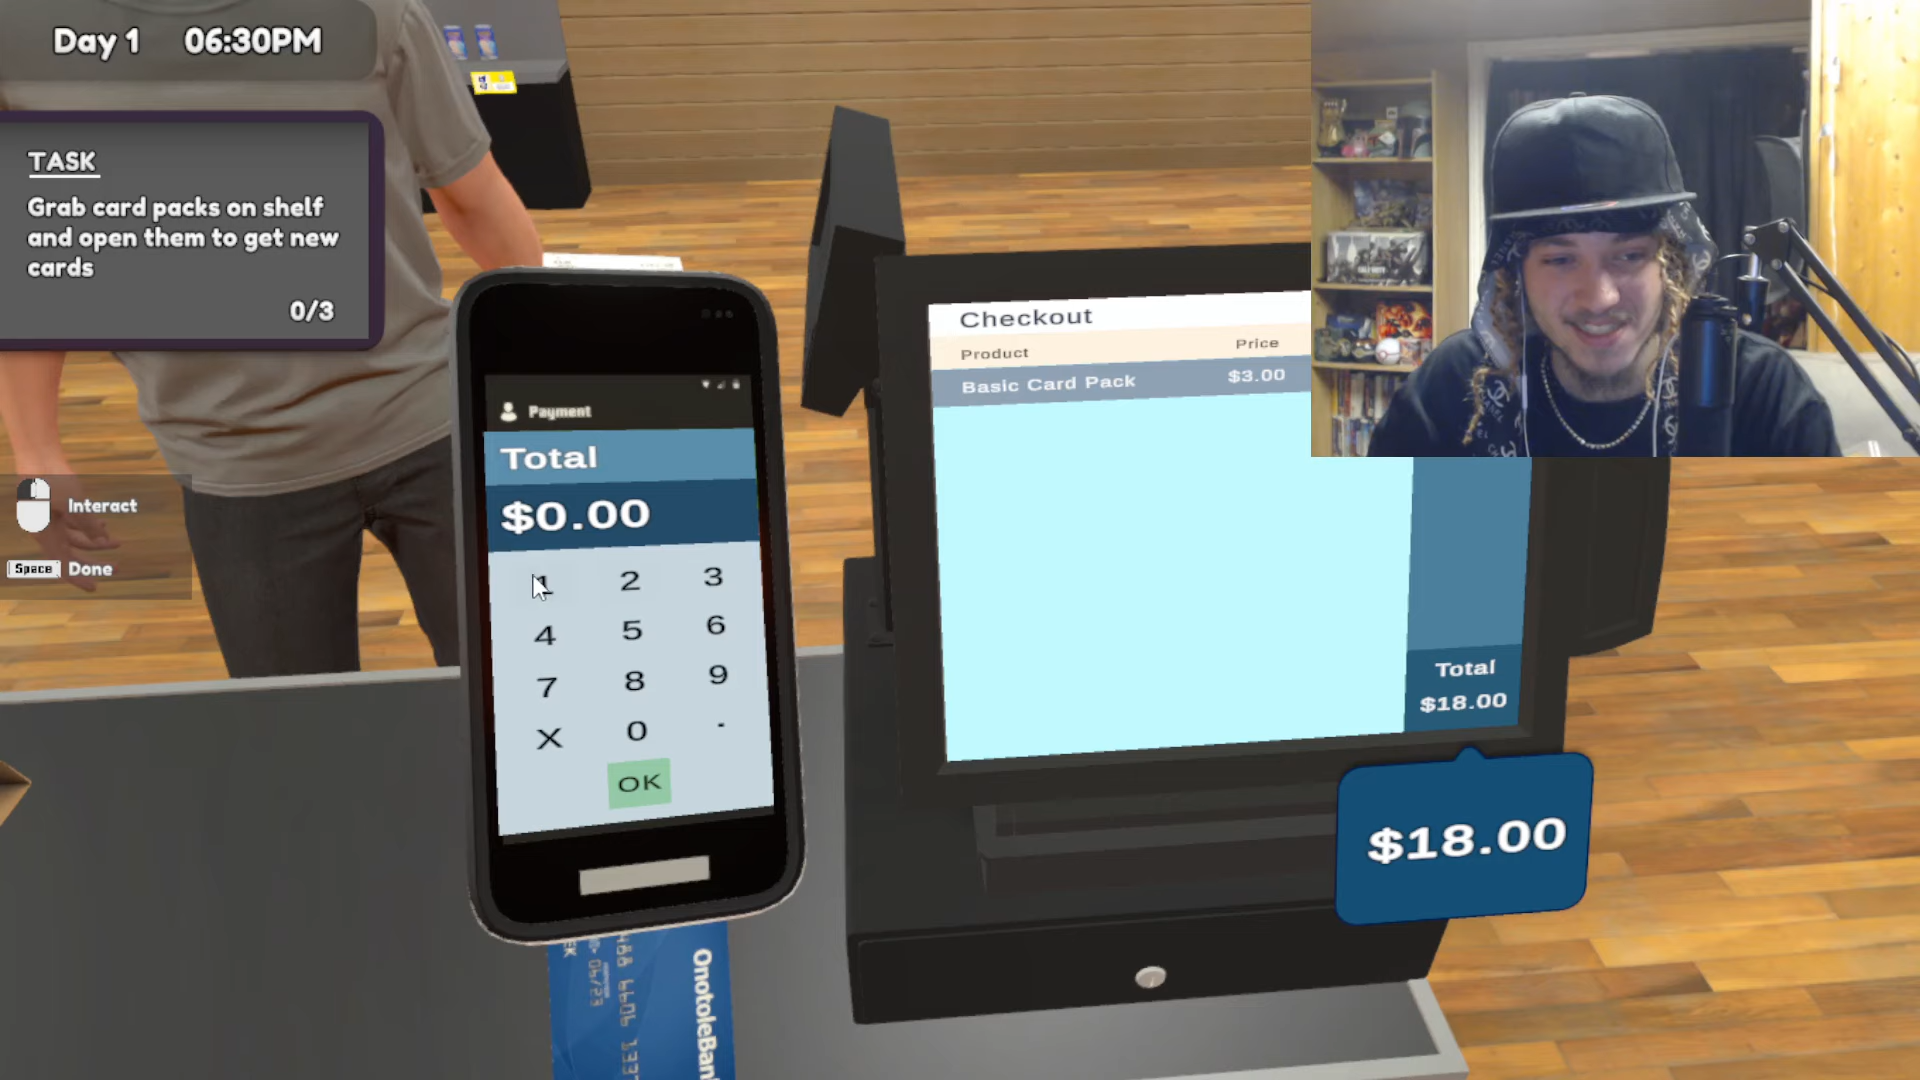 Day 1 06:30PM
TASK
Grab card packs on shelf
and open them to get new
cards
0/3
Interact
Space Done
Payment
Total
$0.00
1 2 3
4 5 6
7 8 9
X 0 .
OK
Checkout
Product Price
Basic Card Pack $3.00
Total
$18.00
$18.00
06/23
OnotoleBank